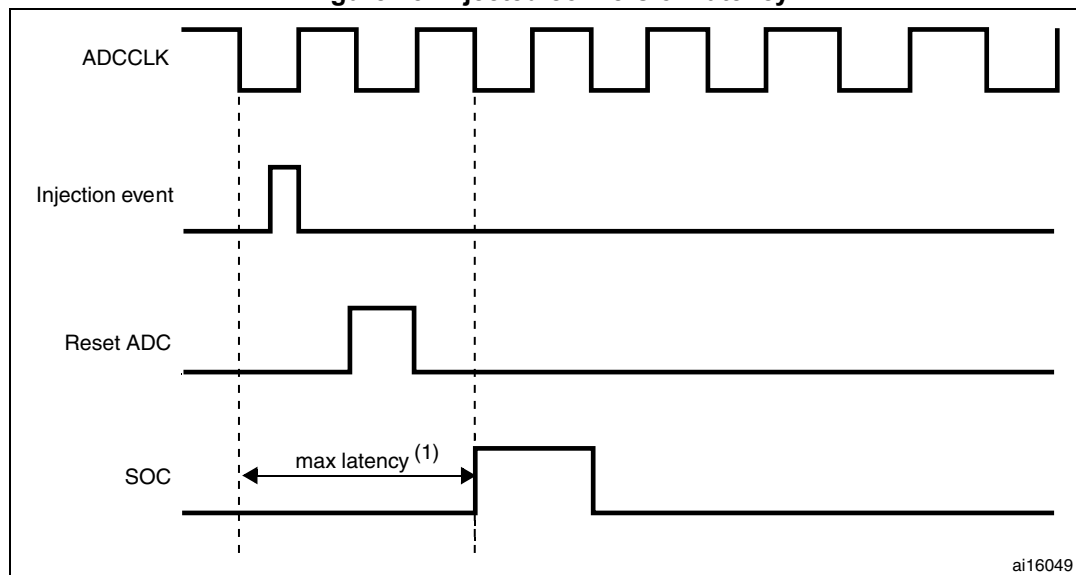 ADCCLK
Injection event
Reset ADC
max latency (1)
SOC
ai16049